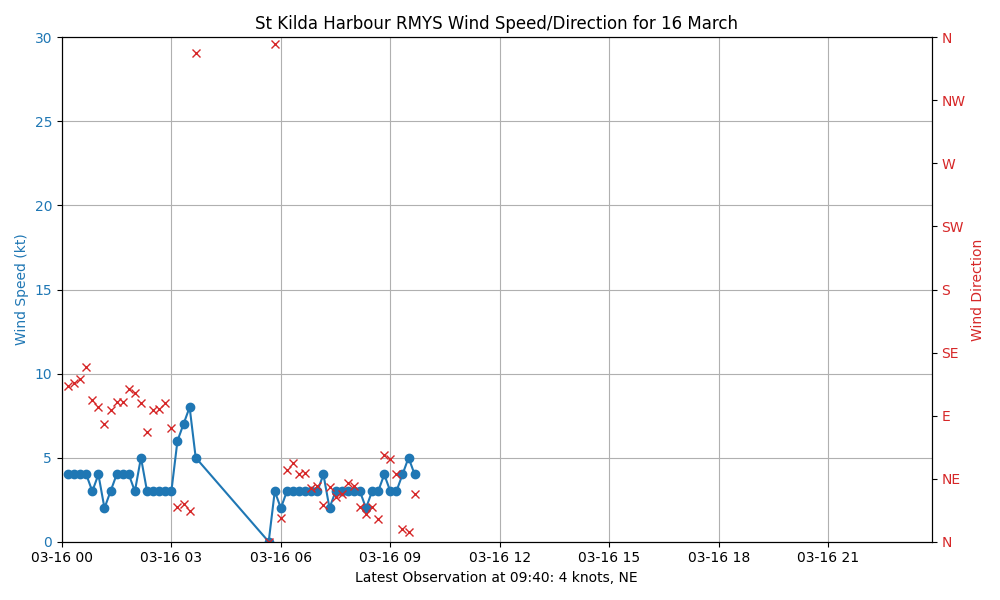 St Kilda Harbour RMYS Wind Speed/Direction for 16 March
30
25
20
15
10
5
0
Wind Speed (kt)
N
NW
W
SW
S
SE
E
NE
N
Wind Direction
03-16 00
03-16 03
03-16 06
03-16 09
03-16 12
03-16 15
03-16 18
03-16 21
Latest Observation at 09:40: 4 knots, NE